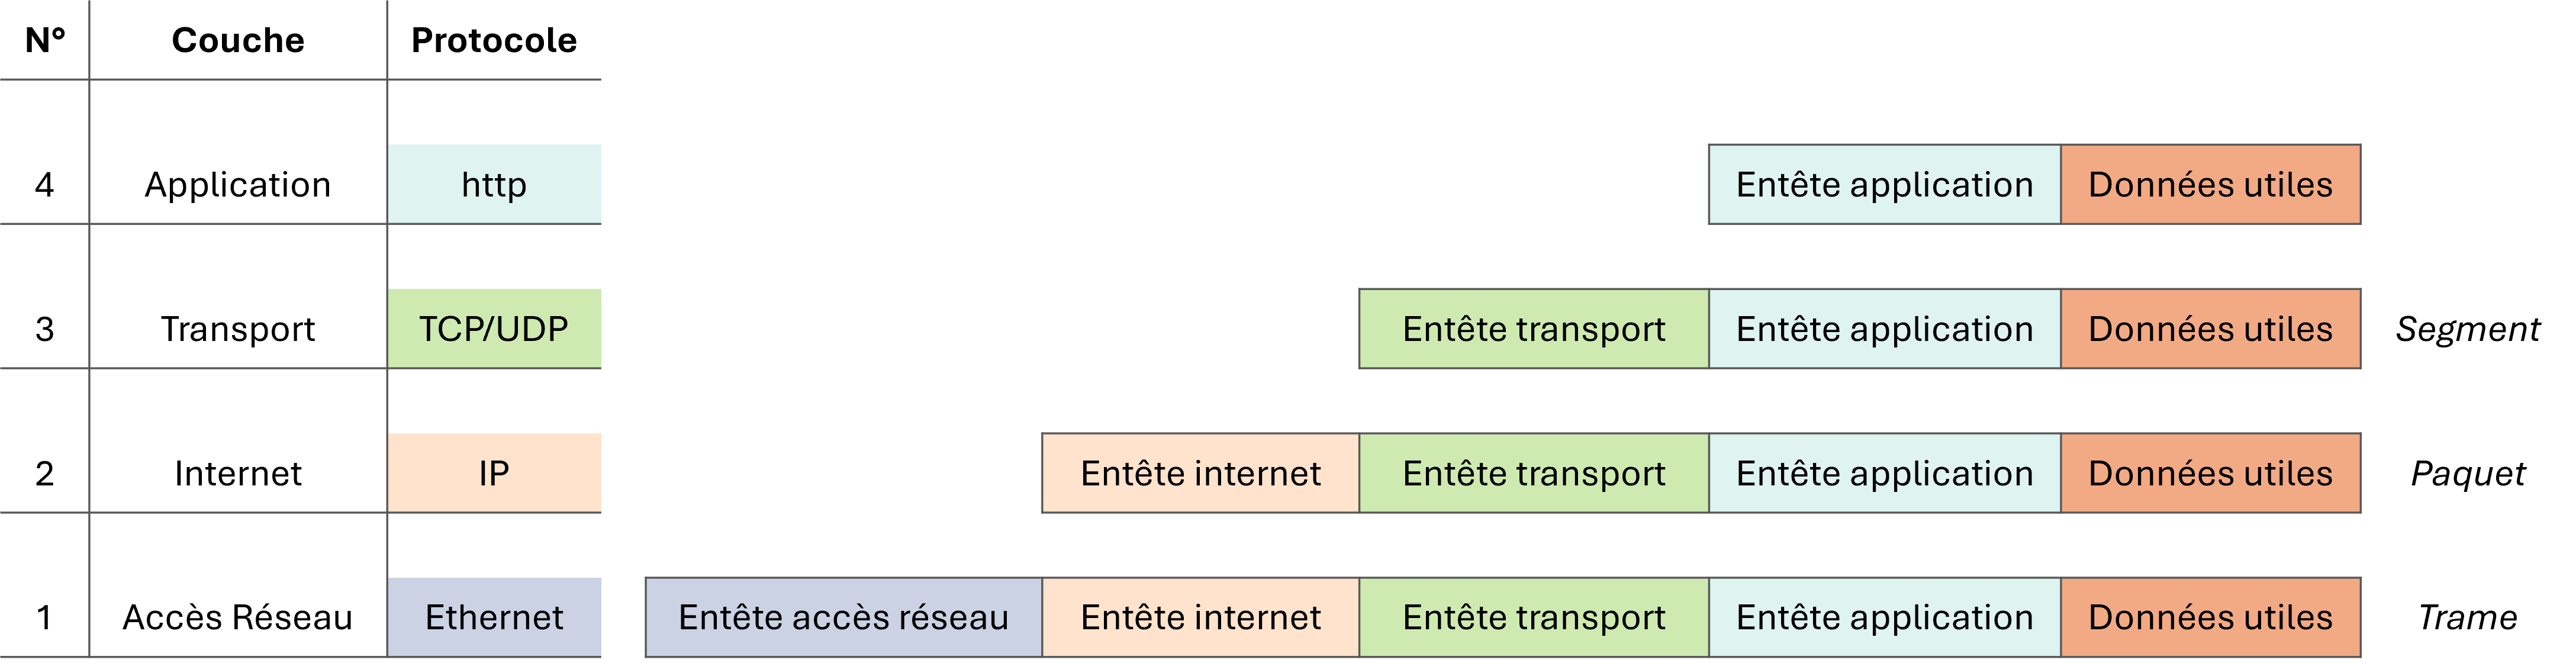 N° Couche Protocole
4 Application http Entête application Données utiles
3 Transport TCP/UDP Entête transport Entête application Données utiles Segment
2 Internet IP Entête internet Entête transport Entête application Données utiles Paquet
1 Accès Réseau Ethernet Entête accès réseau Entête internet Entête transport Entête application Données utiles Trame